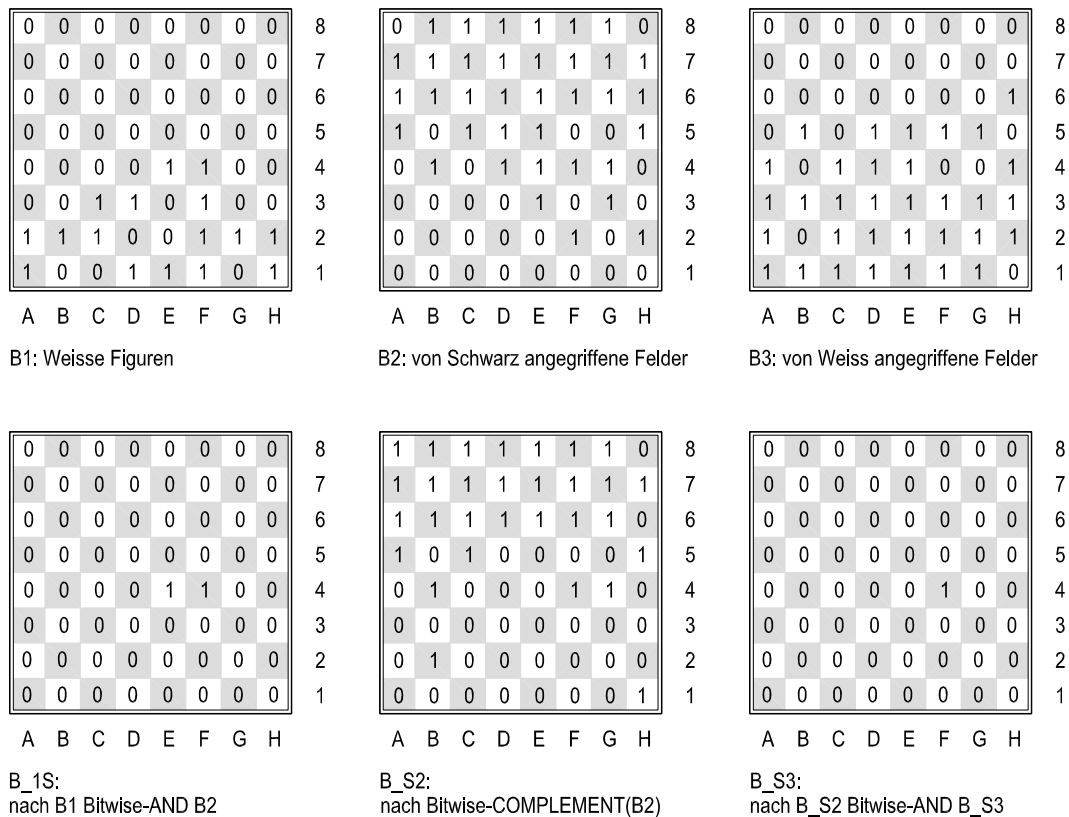 0 0 0 0 0 0 0 0 8
0 0 0 0 0 0 0 0 7
0 0 0 0 0 0 0 0 6
0 0 0 0 0 0 0 0 5
0 0 0 0 1 1 0 0 4
0 0 1 1 0 1 0 0 3
1 1 1 0 0 1 1 1 2
1 0 0 1 1 1 0 1 1
A B C D E F G H
B1: Weisse Figuren
0 1 1 1 1 1 1 0 8
1 1 1 1 1 1 1 1 7
1 1 1 1 1 1 1 1 6
1 0 1 1 1 0 0 1 5
0 1 0 1 1 1 1 0 4
0 0 0 0 1 0 1 0 3
0 0 0 0 0 1 0 1 2
0 0 0 0 0 0 0 0 1
A B C D E F G H
B2: von Schwarz angegriffene Felder
0 0 0 0 0 0 0 0 8
0 0 0 0 0 0 0 0 7
0 0 0 0 0 0 0 1 6
0 1 0 1 1 1 1 0 5
1 0 1 1 1 0 0 1 4
1 1 1 1 1 1 1 1 3
1 0 1 1 1 1 1 1 2
1 1 1 1 1 1 1 0 1
A B C D E F G H
B3: von Weiss angegriffene Felder
0 0 0 0 0 0 0 0 8
0 0 0 0 0 0 0 0 7
0 0 0 0 0 0 0 0 6
0 0 0 0 0 0 0 0 5
0 0 0 0 1 1 0 0 4
0 0 0 0 0 0 0 0 3
0 0 0 0 0 0 0 0 2
0 0 0 0 0 0 0 0 1
A B C D E F G H
B_1S:
nach B1 Bitwise-AND B2
1 1 1 1 1 1 1 0 8
1 1 1 1 1 1 1 1 7
1 1 1 1 1 1 1 0 6
1 0 1 0 0 0 0 1 5
0 1 0 0 0 1 1 0 4
0 0 0 0 0 0 0 0 3
0 1 0 0 0 0 0 0 2
0 0 0 0 0 0 0 1 1
A B C D E F G H
B_S2:
nach Bitwise-COMPLEMENT(B2)
0 0 0 0 0 0 0 0 8
0 0 0 0 0 0 0 0 7
0 0 0 0 0 0 0 0 6
0 0 0 0 0 0 0 0 5
0 0 0 0 0 1 0 0 4
0 0 0 0 0 0 0 0 3
0 0 0 0 0 0 0 0 2
0 0 0 0 0 0 0 0 1
A B C D E F G H
B_S3:
nach B_S2 Bitwise-AND B_S3